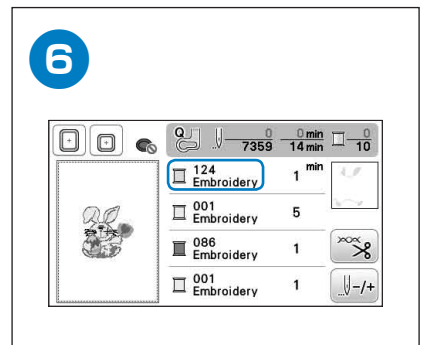 6
Q 0 0 min 0
7359 14 min 10
min
124
Embroidery 1
001
Embroidery 5
086
Embroidery 1
001
Embroidery 1
-/+